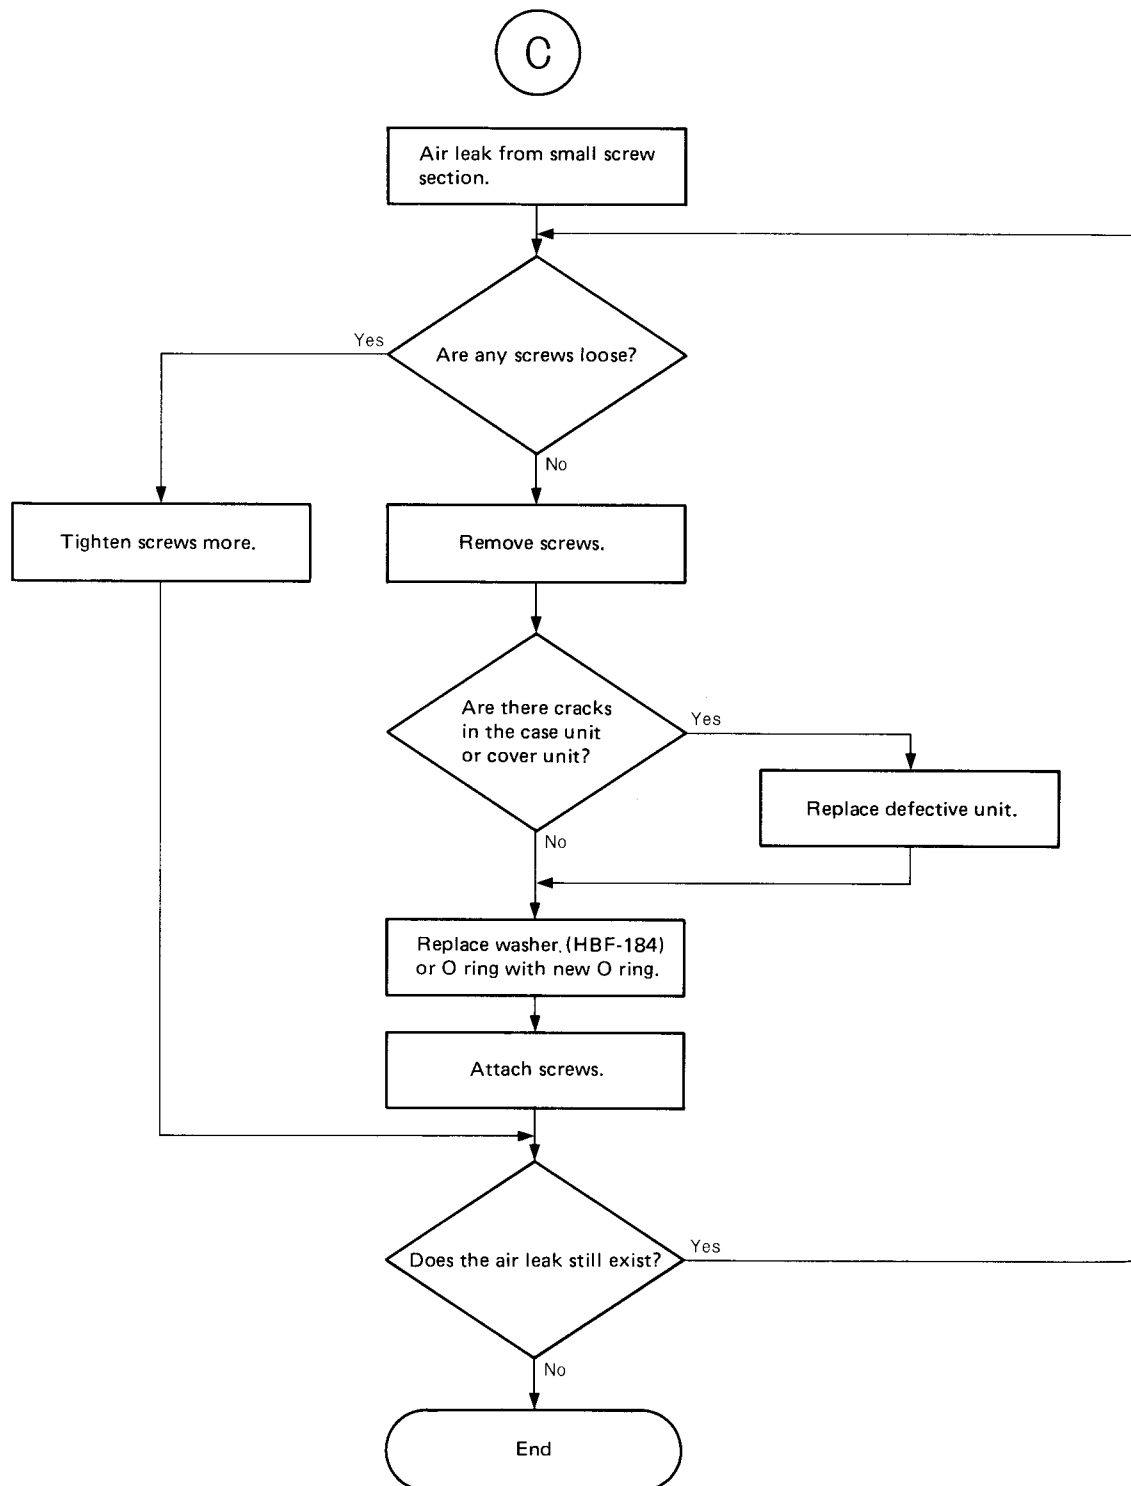 C
Air leak from small screw
section.
Are any screws loose?
Yes
No
Tighten screws more.
Remove screws.
Are there cracks
in the case unit
or cover unit?
Yes
Replace defective unit.
No
Replace washer. (HBF-184)
or O ring with new O ring.
Attach screws.
Does the air leak still exist?
Yes
No
End